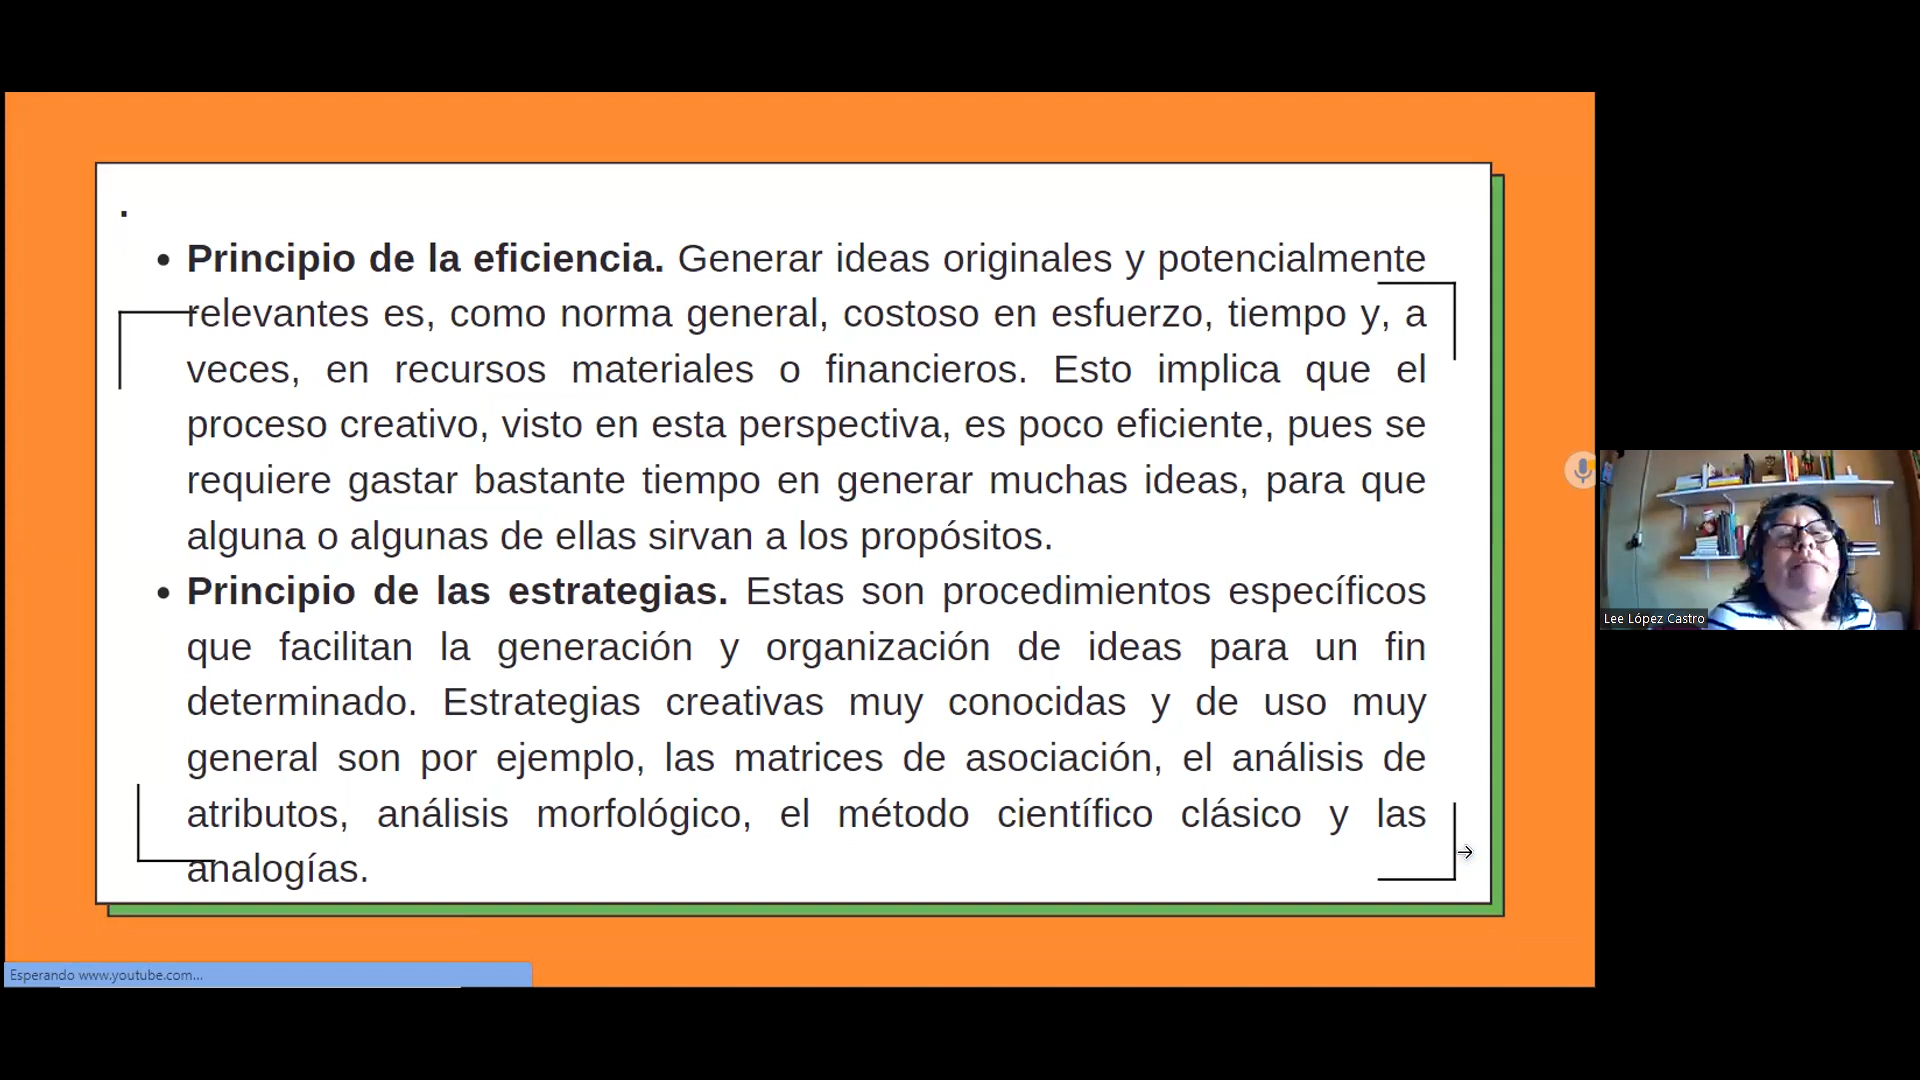 .
• Principio de la eficiencia. Generar ideas originales y potencialmente
relevantes es, como norma general, costoso en esfuerzo, tiempo y, a
veces, en recursos materiales o financieros. Esto implica que el
proceso creativo, visto en esta perspectiva, es poco eficiente, pues se
requiere gastar bastante tiempo en generar muchas ideas, para que
alguna o algunas de ellas sirvan a los propósitos.
• Principio de las estrategias. Estas son procedimientos específicos
que facilitan la generación y organización de ideas para un fin
determinado. Estrategias creativas muy conocidas y de uso muy
general son por ejemplo, las matrices de asociación, el análisis de
atributos, análisis morfológico, el método científico clásico y las
analogías.
Esperando www.youtube.com...
Lee López Castro